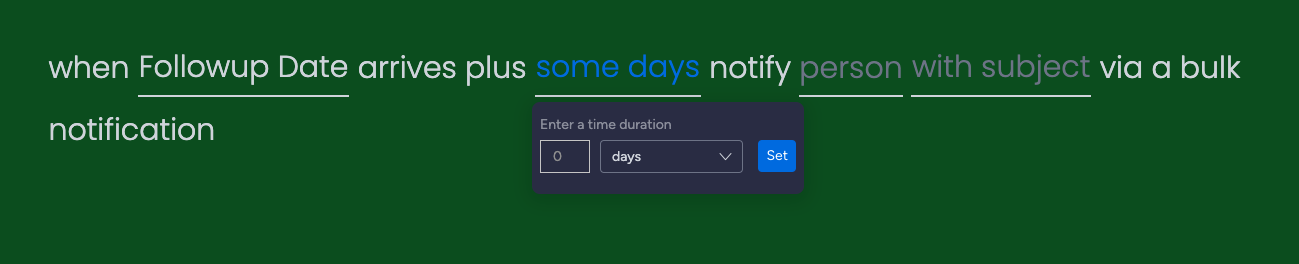 when Followup Date arrives plus some days notify person with subject via a bulk
notification
Enter a time duration
0 days Set